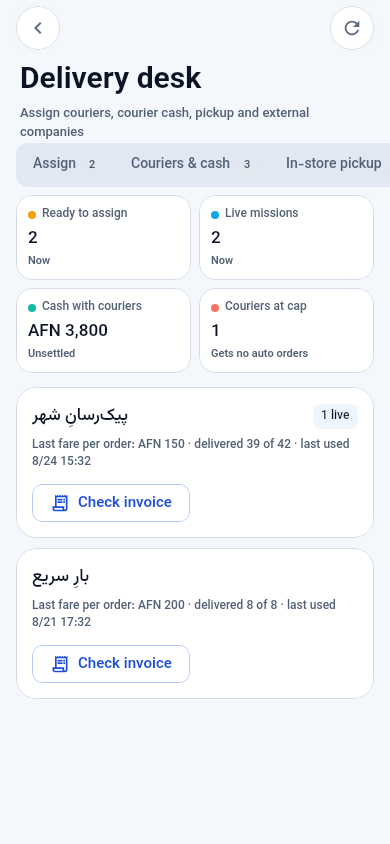 Delivery desk
Assign couriers, courier cash, pickup and external
companies
Assign 2 Couriers & cash 3 In-store pickup
Ready to assign
2
Now
Live missions
2
Now
Cash with couriers
AFN 3,800
Unsettled
Couriers at cap
1
Gets no auto orders
پیک‌رسانِ شهر
1 live
Last fare per order: AFN 150 · delivered 39 of 42 · last used
8/24 15:32
Check invoice
بارِ سریع
Last fare per order: AFN 200 · delivered 8 of 8 · last used
8/21 17:32
Check invoice